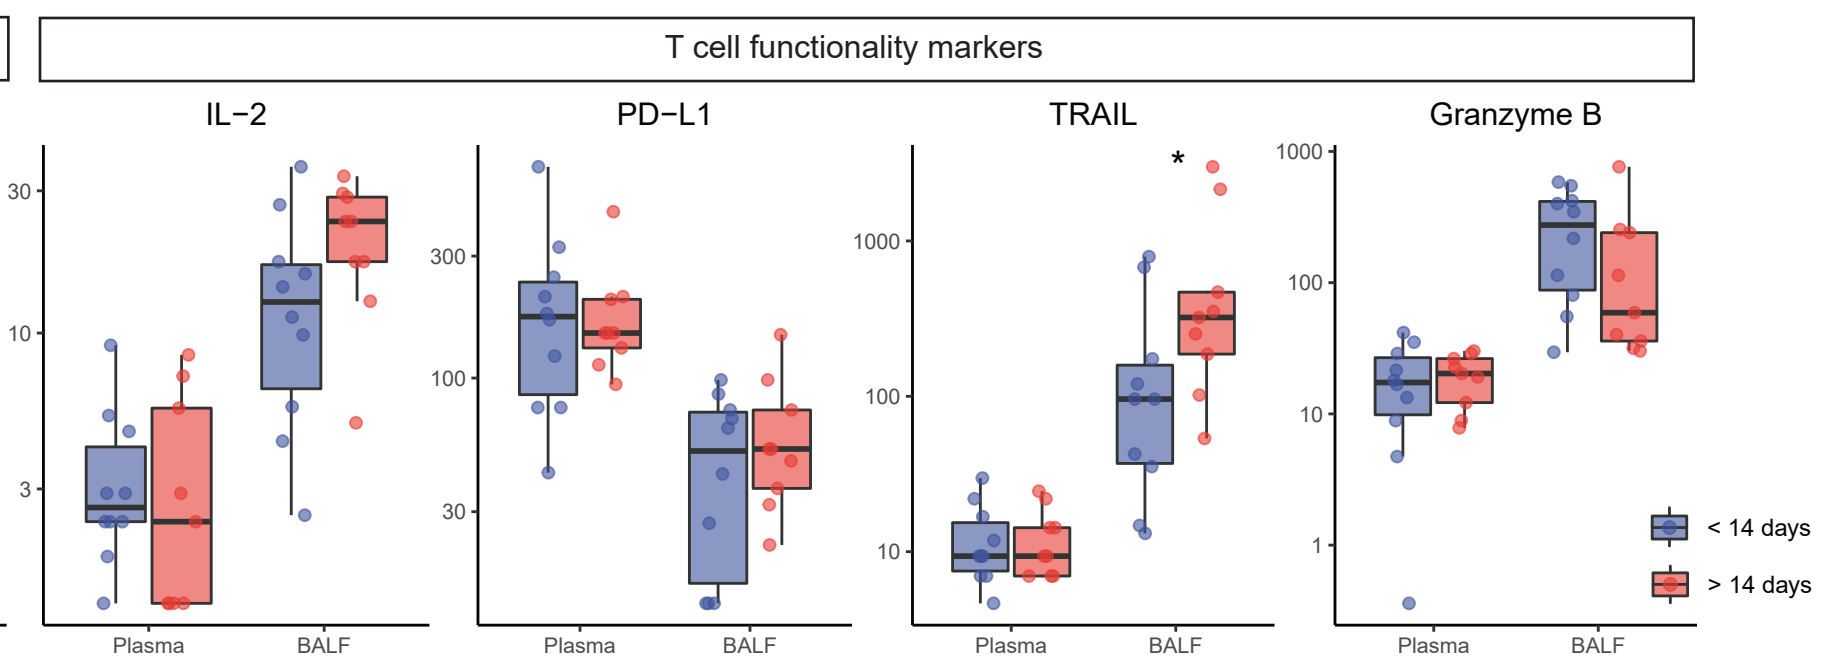 T cell functionality markers
IL−2
PD−L1
TRAIL
Granzyme B
30
10
3
Plasma
BALF
300
100
30
Plasma
BALF
*
1000
100
10
Plasma
BALF
1000
100
10
1
Plasma
BALF
< 14 days
> 14 days